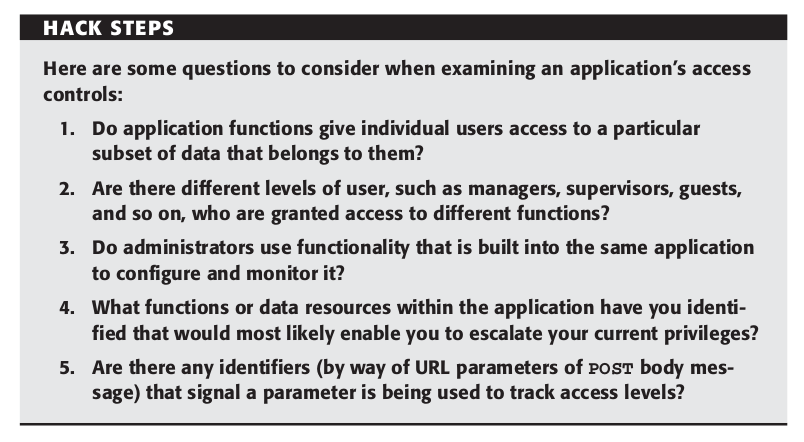 HACK STEPS
Here are some questions to consider when examining an application’s access
controls:
1. Do application functions give individual users access to a particular
subset of data that belongs to them?
2. Are there different levels of user, such as managers, supervisors, guests,
and so on, who are granted access to different functions?
3. Do administrators use functionality that is built into the same application
to configure and monitor it?
4. What functions or data resources within the application have you identi-
fied that would most likely enable you to escalate your current privileges?
5. Are there any identifiers (by way of URL parameters of POST body mes-
sage) that signal a parameter is being used to track access levels?